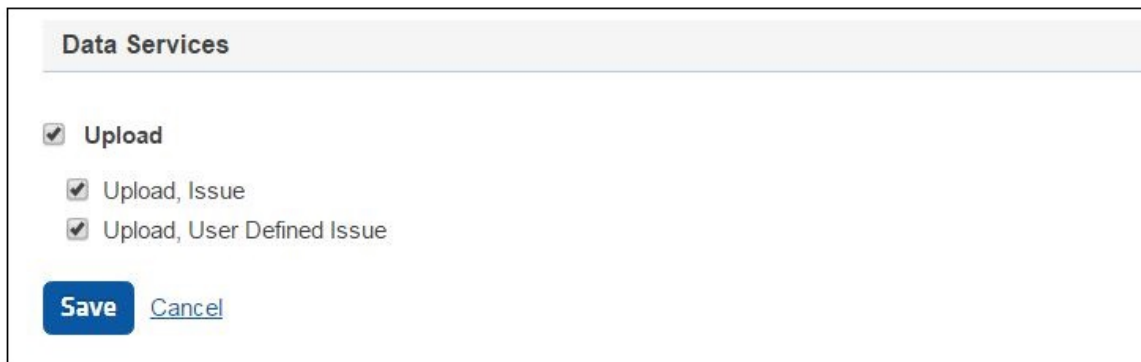 Data Services
Upload
Upload, Issue
Upload, User Defined Issue
Save Cancel